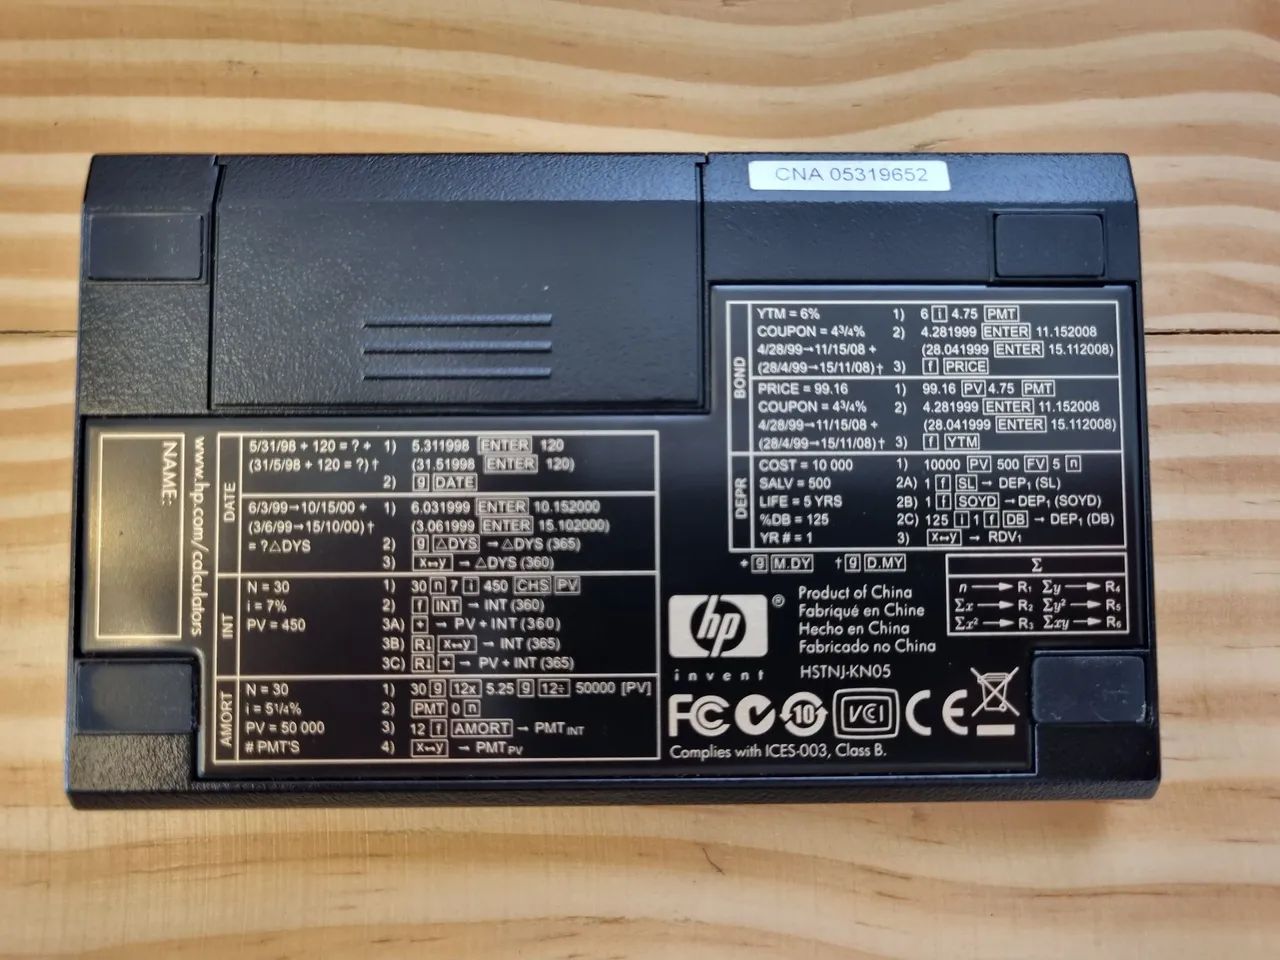 CNA 05319652
BOND
YTM = 6% 1) 6 i 4.75 PMT
COUPON = 4¾% 2) 4.281999 ENTER 11.152008
4/28/99→11/15/08 + (28.041999 ENTER 15.112008)
(28/4/99→15/11/08)† 3) f PRICE
PRICE = 99.16 1) 99.16 PV 4.75 PMT
COUPON = 4¾% 2) 4.281999 ENTER 11.152008
4/28/99→11/15/08 + (28.041999 ENTER 15.112008)
(28/4/99→15/11/08)† 3) f YTM
DEPR
COST = 10 000 1) 10000 PV 500 FV 5 n
SALV = 500 2A) 1 f SL → DEP₁ (SL)
LIFE = 5 YRS 2B) 1 f SOYD → DEP₁ (SOYD)
%DB = 125 2C) 125 i 1 f DB → DEP₁ (DB)
YR # = 1 3) x↔y → RDV₁
+ g M.DY † g D.MY
Σ
n → R₁ Σy → R₄
Σx → R₂ Σy² → R₅
Σx² → R₃ Σxy → R₆
NAME:
www.hp.com/calculators
DATE
5/31/98 + 120 = ? + 1) 5.311998 ENTER 120
(31/5/98 + 120 = ?)† (31.51998 ENTER 120)
2) g DATE
6/3/99→10/15/00 + 1) 6.031999 ENTER 10.152000
(3/6/99→15/10/00)† (3.061999 ENTER 15.102000)
= ?△DYS 2) g △DYS → △DYS (365)
3) x↔y → △DYS (360)
INT
N = 30 1) 30 n 7 i 450 CHS PV
i = 7% 2) f INT → INT (360)
PV = 450 3A) + → PV + INT (360)
3B) R↓ x↔y → INT (365)
3C) R↓ + → PV + INT (365)
AMORT
N = 30 1) 30 g 12x 5.25 g 12÷ 50000 [PV]
i = 5¼% 2) PMT 0 n
PV = 50 000 3) 12 f AMORT → PMT INT
# PMT'S 4) x↔y → PMT PV
hp ®
invent
Product of China
Fabriqué en Chine
Hecho en China
Fabricado no China
HSTNJ-KN05
FC 10 VCI CE
Complies with ICES-003, Class B.